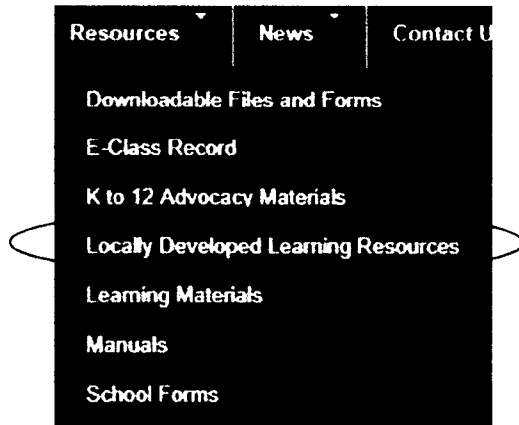 Resources News Contact U
Downloadable Files and Forms
E-Class Record
K to 12 Advocacy Materials
Locally Developed Learning Resources
Learning Materials
Manuals
School Forms